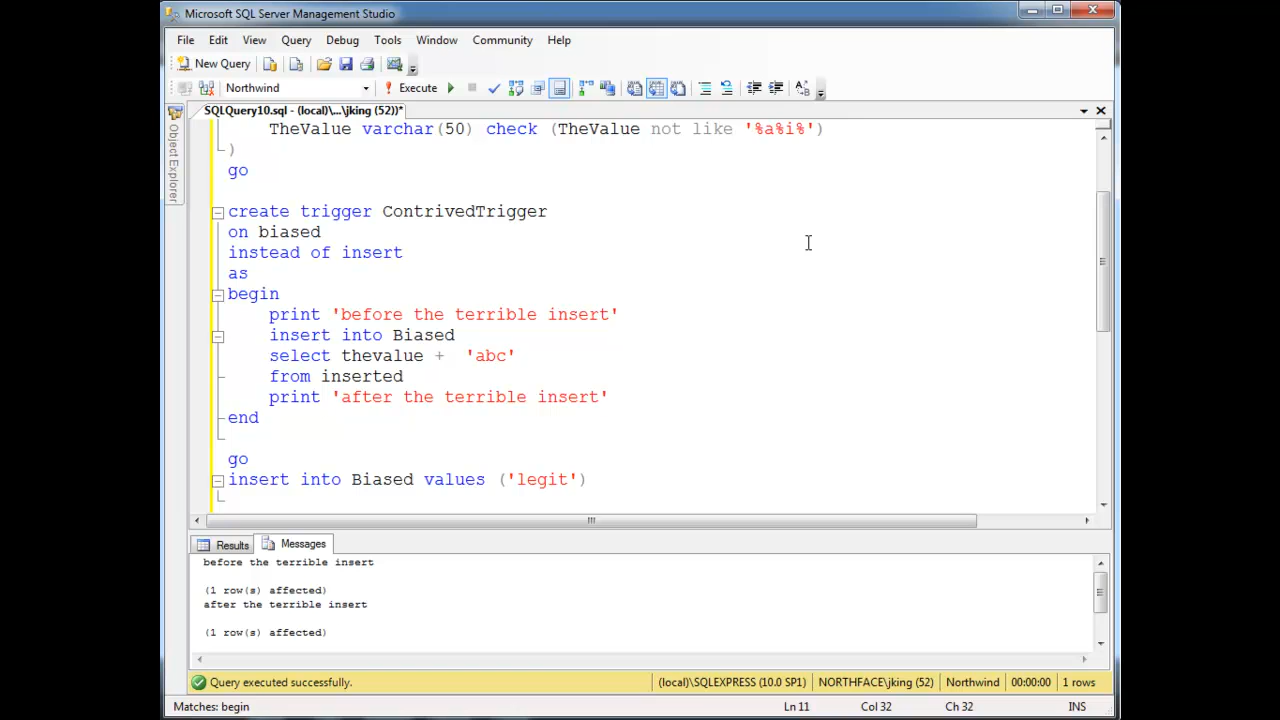 Microsoft SQL Server Management Studio
File Edit View Query Debug Tools Window Community Help
New Query
Northwind Execute
SQLQuery10.sql - (local)\...\jking (52))*
Object Explorer
TheValue varchar(50) check (TheValue not like '%a%i%')
)
go
create trigger ContrivedTrigger
on biased
instead of insert
as
begin
print 'before the terrible insert'
insert into Biased
select thevalue + 'abc'
from inserted
print 'after the terrible insert'
end
go
insert into Biased values ('legit')
Results Messages
before the terrible insert
(1 row(s) affected)
after the terrible insert
(1 row(s) affected)
Query executed successfully. (local)\SQLEXPRESS (10.0 SP1) NORTHFACE\jking (52) Northwind 00:00:00 1 rows
Matches: begin Ln 11 Col 32 Ch 32 INS